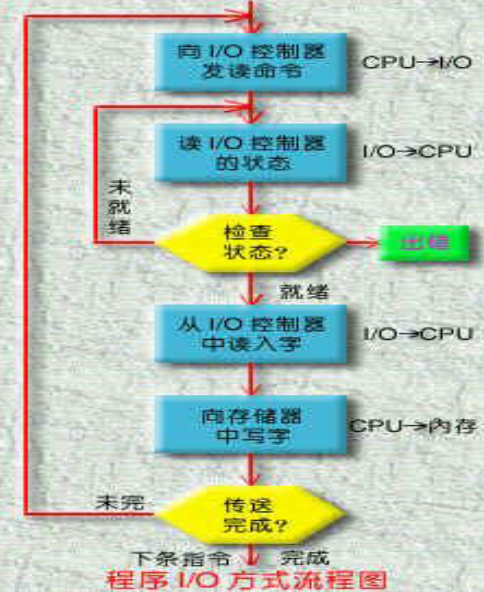 向 I/O 控制器
发读命令
CPU→I/O
读 I/O 控制器
的状态
I/O→CPU
未
就
绪
检查
状态?
出错
就绪
从 I/O 控制器
中读入字
I/O→CPU
向存储器
中写字
CPU→内存
未完
传送
完成?
下条指令 完成
程序 I/O 方式流程图